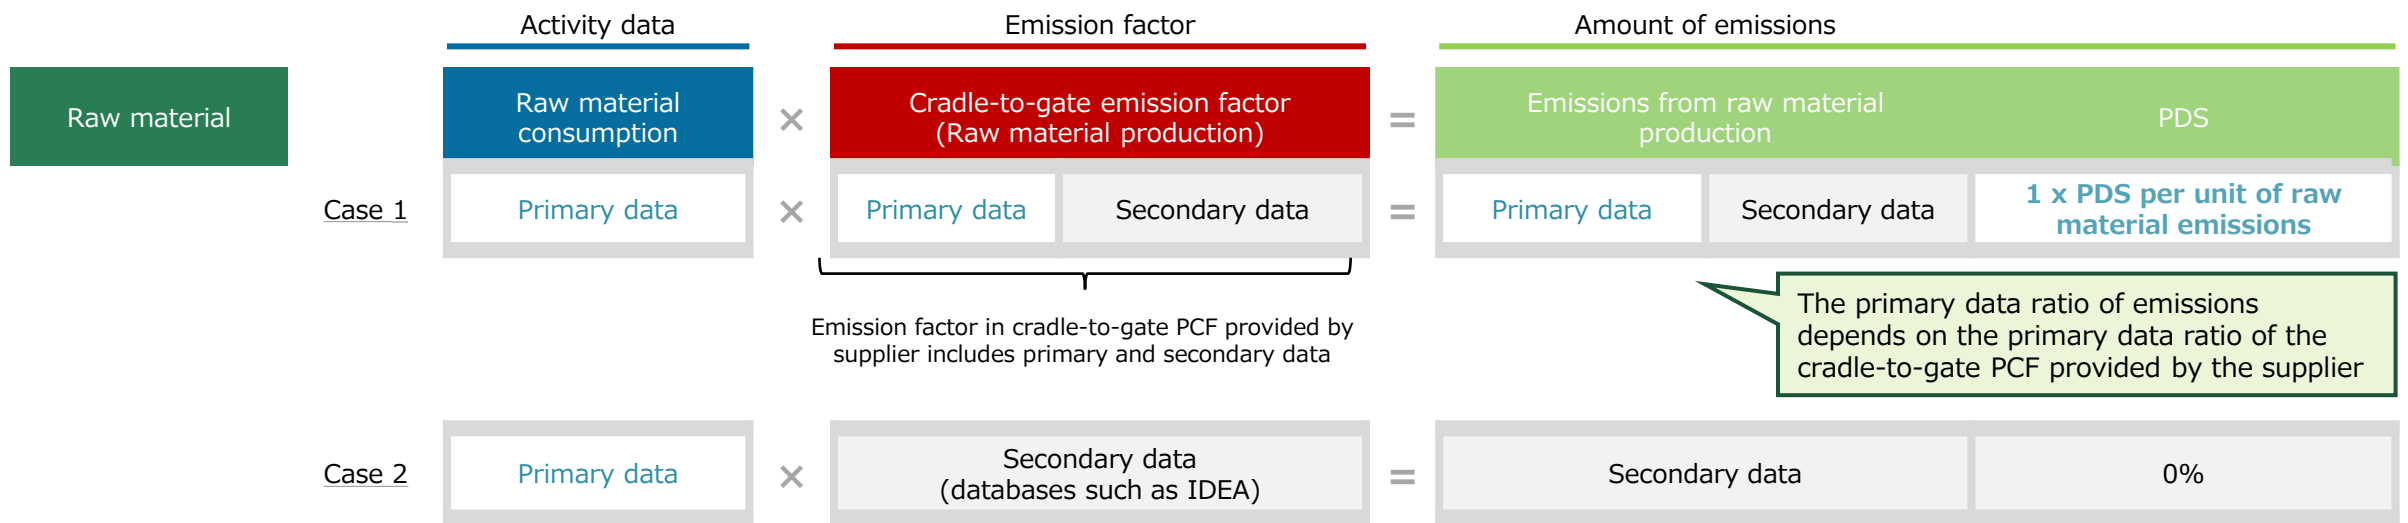 Activity data
Emission factor
Amount of emissions
Raw material
Raw material
consumption
×
Cradle-to-gate emission factor
(Raw material production)
=
Emissions from raw material
production
PDS
Case 1
Primary data
×
Primary data
Secondary data
=
Primary data
Secondary data
1 x PDS per unit of raw
material emissions
Emission factor in cradle-to-gate PCF provided by
supplier includes primary and secondary data
The primary data ratio of emissions
depends on the primary data ratio of the
cradle-to-gate PCF provided by the supplier
Case 2
Primary data
×
Secondary data
(databases such as IDEA)
=
Secondary data
0%